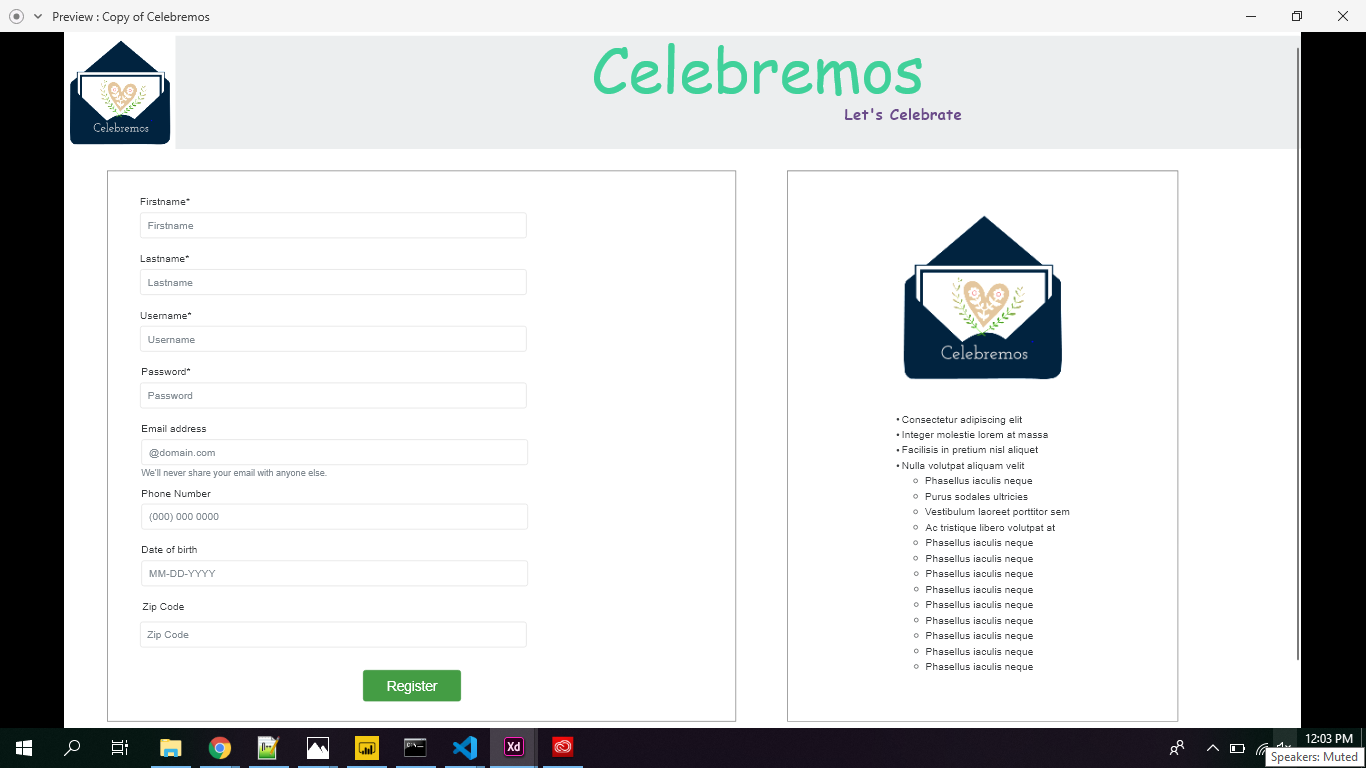 Preview : Copy of Celebremos
Celebremos
Celebremos
Let's Celebrate
Firstname*
Firstname
Lastname*
Lastname
Username*
Username
Password*
Password
Email address
@domain.com
We'll never share your email with anyone else.
Phone Number
(000) 000 0000
Date of birth
MM-DD-YYYY
Zip Code
Zip Code
Register
Celebremos
• Consectetur adipiscing elit
• Integer molestie lorem at massa
• Facilisis in pretium nisl aliquet
• Nulla volutpat aliquam velit
○ Phasellus iaculis neque
○ Purus sodales ultricies
○ Vestibulum laoreet porttitor sem
○ Ac tristique libero volutpat at
○ Phasellus iaculis neque
○ Phasellus iaculis neque
○ Phasellus iaculis neque
○ Phasellus iaculis neque
○ Phasellus iaculis neque
○ Phasellus iaculis neque
○ Phasellus iaculis neque
○ Phasellus iaculis neque
○ Phasellus iaculis neque
Xd
12:03 PM
Speakers: Muted